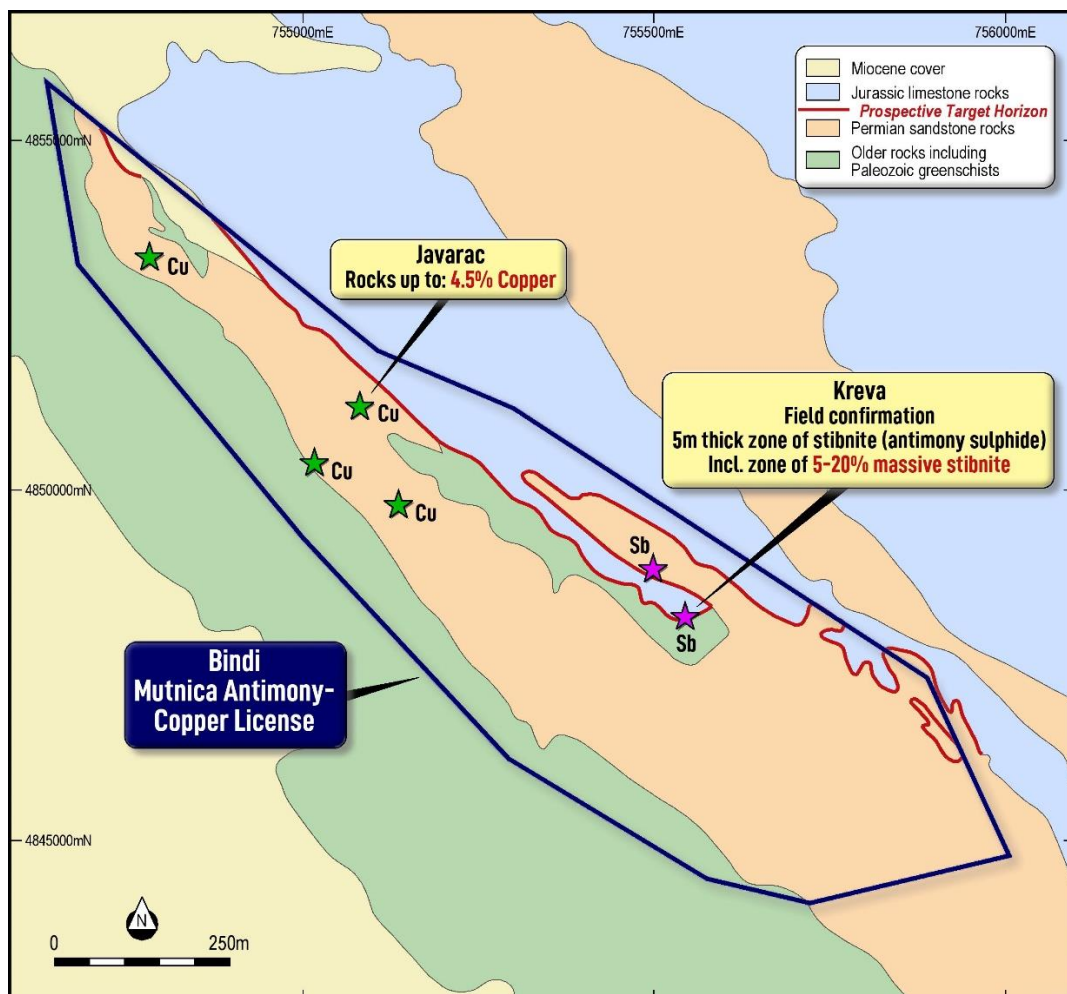 755000mE
755500mE
756000mE
Miocene cover
Jurassic limestone rocks
Prospective Target Horizon
Permian sandstone rocks
Older rocks including
Paleozoic greenschists
4855000mN
Cu
Javarac
Rocks up to: 4.5% Copper
Cu
Kreva
Field confirmation
5m thick zone of stibnite (antimony sulphide)
Incl. zone of 5-20% massive stibnite
Cu
4850000mN
Cu
Sb
Sb
Bindi
Mutnica Antimony-
Copper License
4845000mN
N
0
250m